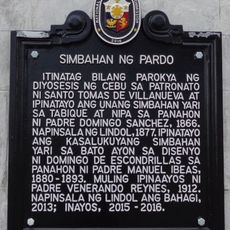 SIMBAHAN NG PARDO
ITINATAG BILANG PAROKYA NG
DIYOSESIS NG CEBU SA PATRONATO
NI SANTO TOMAS DE VILLANUEVA AT
IPINATAYO ANG UNANG SIMBAHAN YARI
SA TABIQUE AT NIPA SA PANAHON
NI PADRE DOMINGO SANCHEZ, 1866.
NAPINSALA NG LINDOL, 1877. IPINATAYO
ANG KASALUKUYANG SIMBAHAN
YARI SA BATO AYON SA DISENYO
NI DOMINGO DE ESCONDRILLAS SA
PANAHON NI PADRE MANUEL IBEAS,
1880-1893. MULING IPINAAYOS NI
PADRE VENERANDO REYNES, 1912.
NAPINSALA NG LINDOL ANG BAHAGI,
2013; INAYOS, 2015-2016.